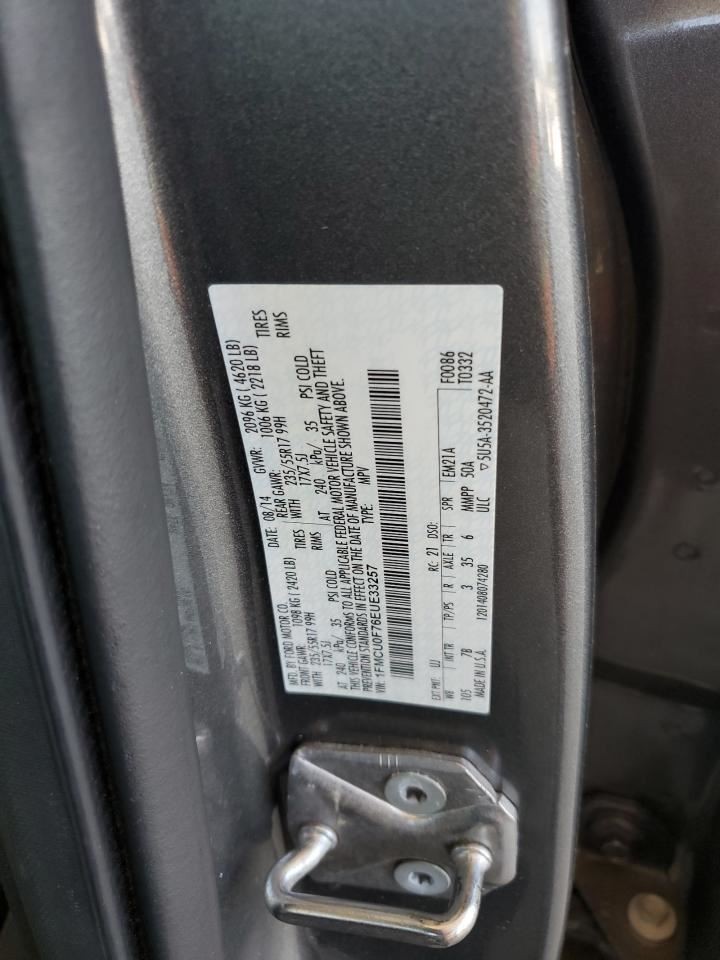 MFD. BY FORD MOTOR CO. DATE: 08/14 GVWR: 2096 KG ( 4620 LB)
FRONT GAWR: 1098 KG (2420 LB) REAR GAWR: 1006 KG ( 2218 LB)
WITH 235/55R17 99H TIRES WITH 235/55R17 99H TIRES
17X7.5J RIMS 17X7.5J RIMS
AT 240 kPa/ 35 PSI COLD AT 240 kPa/ 35 PSI COLD
THIS VEHICLE CONFORMS TO ALL APPLICABLE FEDERAL MOTOR VEHICLE SAFETY AND THEFT
PREVENTION STANDARDS IN EFFECT ON THE DATE OF MANUFACTURE SHOWN ABOVE.
VIN: 1FMCU0F76EUE33257 TYPE: MPV
EXT PNT: UJ RC: 21 DSO: F0086
WB INT TR TP/PS R AXLE TR SPR EM21A T0332
105 7B 3 35 6 MMPP 50A
MADE IN U.S.A. 1201408074280 ULC ▽5U5A-3520472-AA